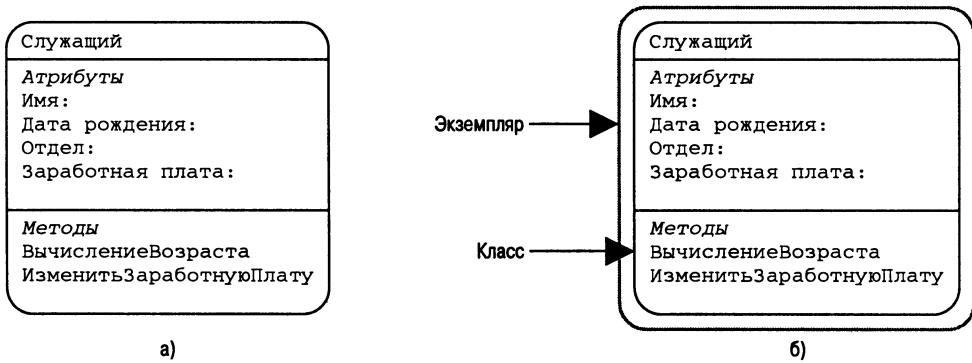 Служащий
Атрибуты
Имя:
Дата рождения:
Отдел:
Заработная плата:
Методы
ВычислениеВозраста
ИзменитьЗаработнуюПлату
а)
Экземпляр
Класс
Служащий
Атрибуты
Имя:
Дата рождения:
Отдел:
Заработная плата:
Методы
ВычислениеВозраста
ИзменитьЗаработнуюПлату
б)